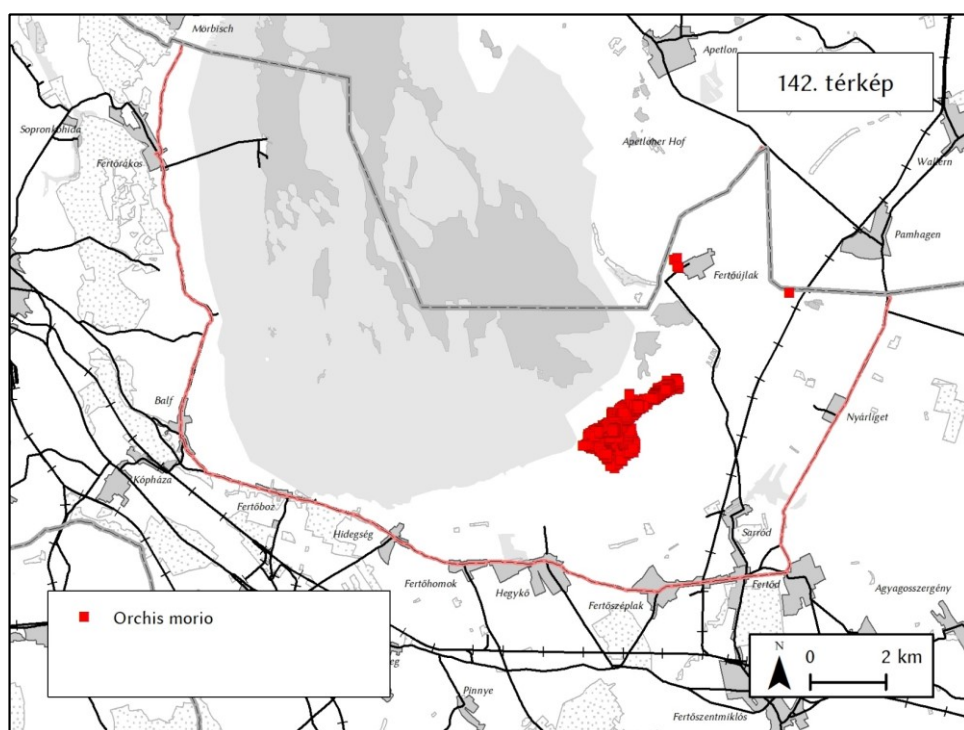 Mörbisch
Apetlon
142. térkép
Sopronkőhida
Fertőrákos
Apetloner Hof
Wallern
Pamhagen
Fertőújlak
Balf
Nyárliget
Kópháza
Fertőboz
Hidegség
Sarród
Fertőhomok
Hegykő
Fertőszéplak
Fertőd
Agyagosszergény
Orchis morio
N
0 2 km
Pinnye
Fertőszentmiklós